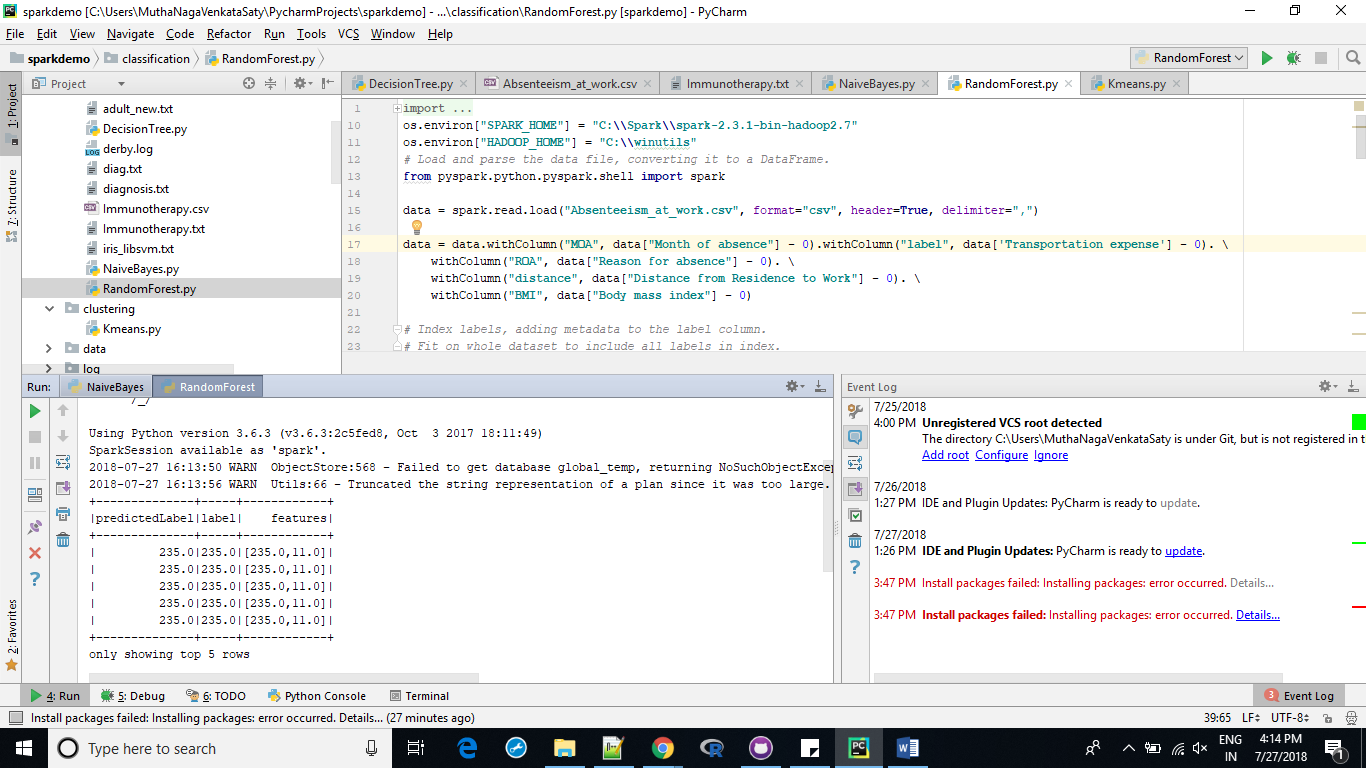 sparkdemo [C:\Users\MuthaNagaVenkataSaty\PycharmProjects\sparkdemo] - ...\classification\RandomForest.py [sparkdemo] - PyCharm
File Edit View Navigate Code Refactor Run Tools VCS Window Help
sparkdemo classification RandomForest.py RandomForest
1: Project
7: Structure
2: Favorites
Project
adult_new.txt
DecisionTree.py
derby.log
diag.txt
diagnosis.txt
Immunotherapy.csv
Immunotherapy.txt
iris_libsvm.txt
NaiveBayes.py
RandomForest.py
clustering
Kmeans.py
data
log
DecisionTree.py Absenteeism_at_work.csv Immunotherapy.txt NaiveBayes.py RandomForest.py Kmeans.py
1 import ...
10 os.environ["SPARK_HOME"] = "C:\\Spark\\spark-2.3.1-bin-hadoop2.7"
11 os.environ["HADOOP_HOME"] = "C:\\winutils"
12 # Load and parse the data file, converting it to a DataFrame.
13 from pyspark.python.pyspark.shell import spark
14
15 data = spark.read.load("Absenteeism_at_work.csv", format="csv", header=True, delimiter=",")
16
17 data = data.withColumn("MOA", data["Month of absence"] - 0).withColumn("label", data['Transportation expense'] - 0). \
18 withColumn("ROA", data["Reason for absence"] - 0). \
19 withColumn("distance", data["Distance from Residence to Work"] - 0). \
20 withColumn("BMI", data["Body mass index"] - 0)
21
22 # Index labels, adding metadata to the label column.
23 # Fit on whole dataset to include all labels in index.
Run: NaiveBayes RandomForest
/_/
Using Python version 3.6.3 (v3.6.3:2c5fed8, Oct  3 2017 18:11:49)
SparkSession available as 'spark'.
2018-07-27 16:13:50 WARN  ObjectStore:568 - Failed to get database global_temp, returning NoSuchObjectExcep
2018-07-27 16:13:56 WARN  Utils:66 - Truncated the string representation of a plan since it was too large.
+--------------+-----+------------+
|predictedLabel|label|    features|
+--------------+-----+------------+
|         235.0|235.0|[235.0,11.0]|
|         235.0|235.0|[235.0,11.0]|
|         235.0|235.0|[235.0,11.0]|
|         235.0|235.0|[235.0,11.0]|
|         235.0|235.0|[235.0,11.0]|
+--------------+-----+------------+
only showing top 5 rows
Event Log
7/25/2018
4:00 PM Unregistered VCS root detected
The directory C:\Users\MuthaNagaVenkataSaty is under Git, but is not registered in t
Add root Configure Ignore
7/26/2018
1:27 PM IDE and Plugin Updates: PyCharm is ready to update.
7/27/2018
1:26 PM IDE and Plugin Updates: PyCharm is ready to update.
3:47 PM Install packages failed: Installing packages: error occurred. Details...
3:47 PM Install packages failed: Installing packages: error occurred. Details...
4: Run 5: Debug 6: TODO Python Console Terminal 3 Event Log
Install packages failed: Installing packages: error occurred. Details... (27 minutes ago) 39:65 LF UTF-8
Type here to search
ENG
IN
4:14 PM
7/27/2018
1